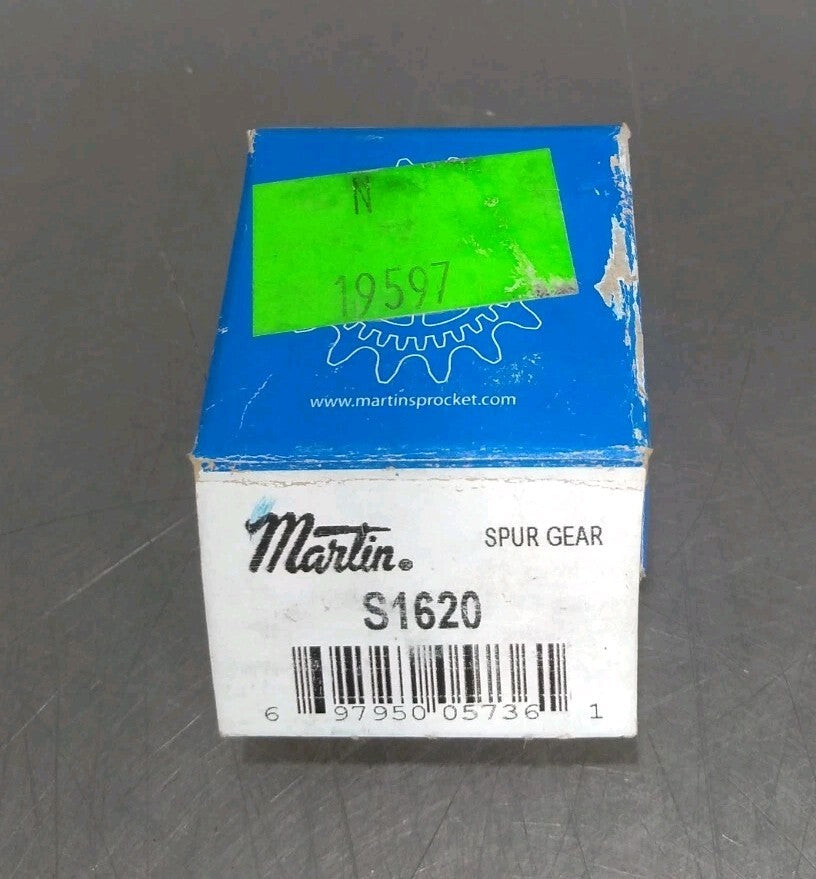 N
19597
www.martinsprocket.com
Martin®
SPUR GEAR
S1620
6 97950 05736 1